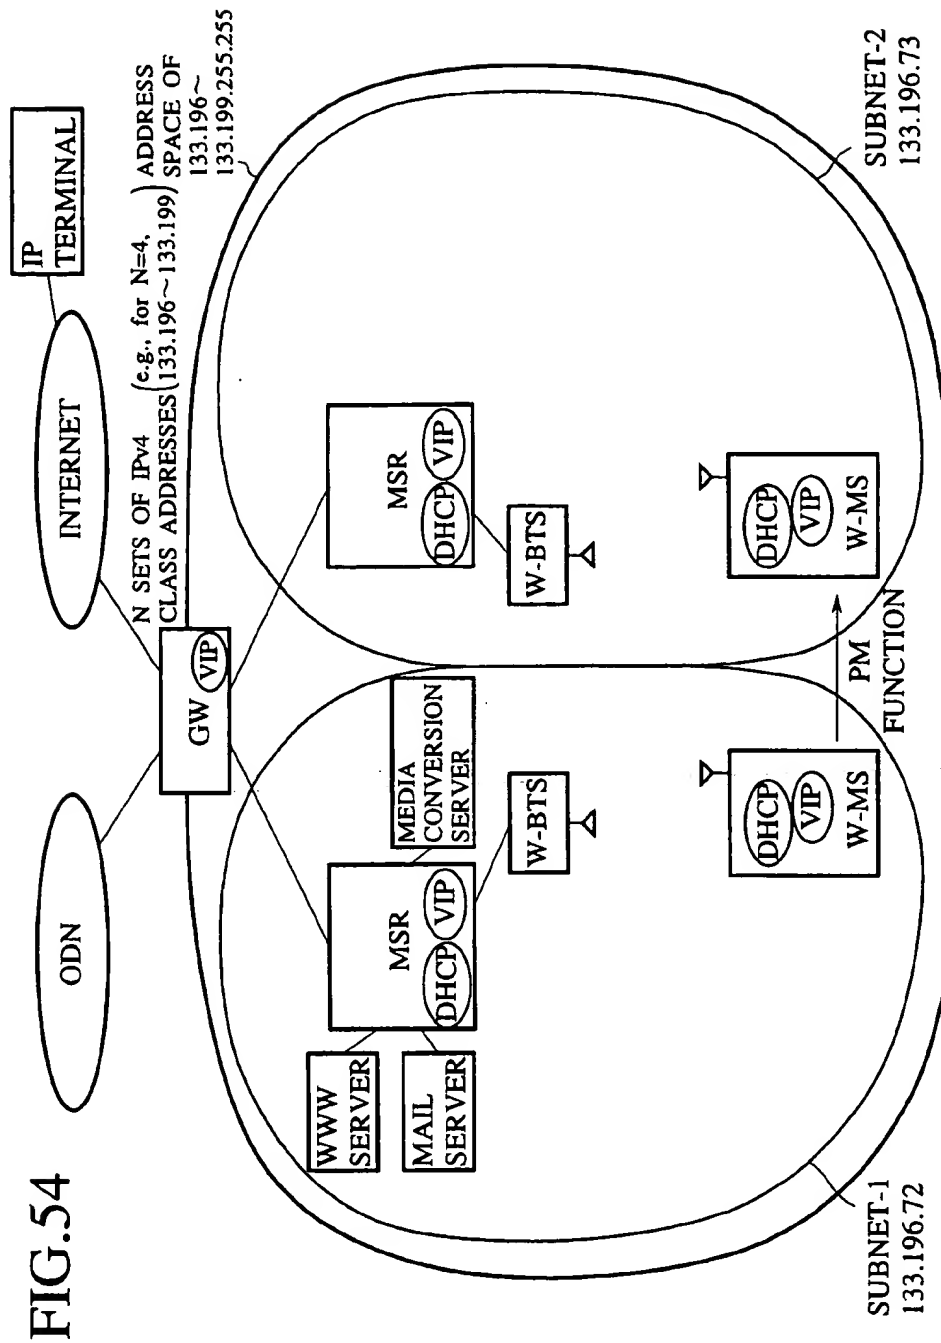 FIG.54
ODN
INTERNET
IP
TERMINAL
N SETS OF IPv4
CLASS ADDRESSES
(e.g., for N=4,
133.196~133.199)
ADDRESS
SPACE OF
133.196~
133.199.255.255
GW
VIP
WWW
SERVER
MAIL
SERVER
MSR
DHCP
VIP
MEDIA
CONVERSION
SERVER
W-BTS
MSR
DHCP
VIP
W-BTS
DHCP
VIP
W-MS
PM
FUNCTION
DHCP
VIP
W-MS
SUBNET-1
133.196.72
SUBNET-2
133.196.73